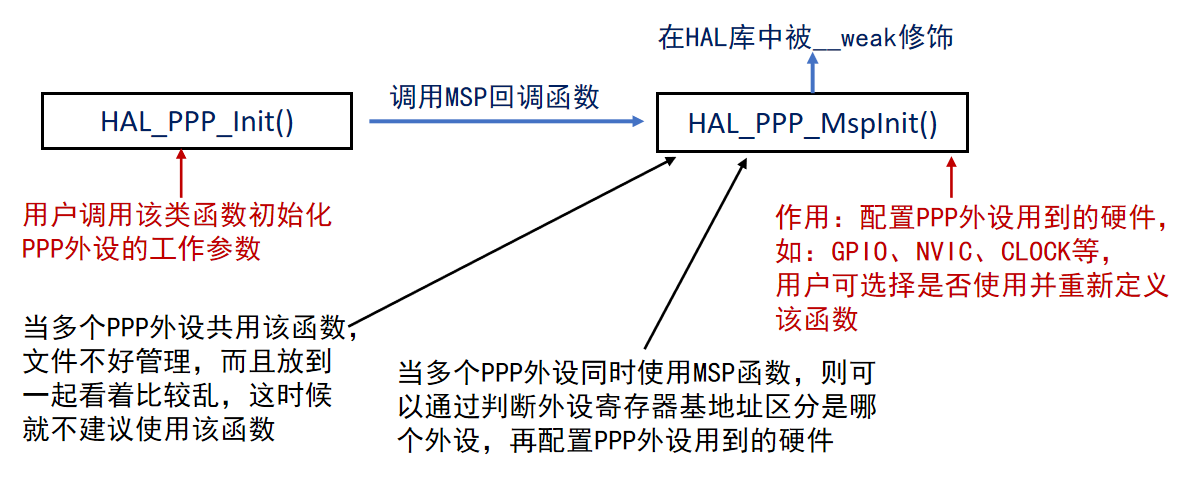 在HAL库中被__weak修饰
调用MSP回调函数
HAL_PPP_Init()
HAL_PPP_MspInit()
用户调用该类函数初始化
PPP外设的工作参数
作用：配置PPP外设用到的硬件，
如：GPIO、NVIC、CLOCK等，
用户可选择是否使用并重新定义
该函数
当多个PPP外设共用该函数，
文件不好管理，而且放到
一起看着比较乱，这时候
就不建议使用该函数
当多个PPP外设同时使用MSP函数，则可
以通过判断外设寄存器基地址区分是哪
个外设，再配置PPP外设用到的硬件